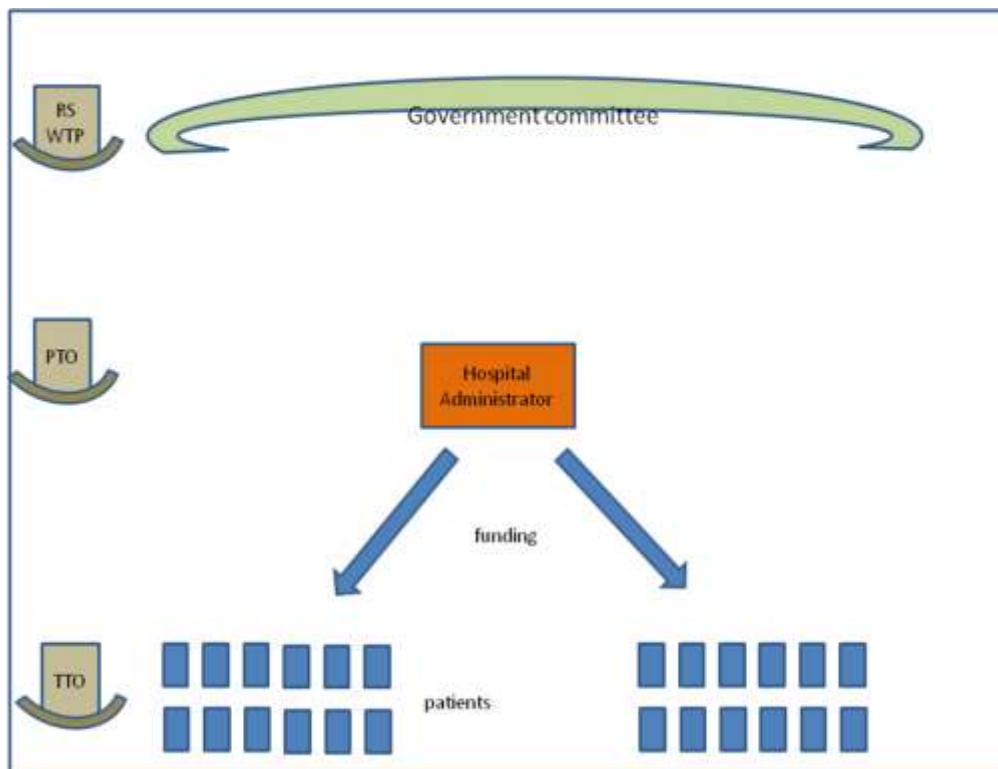 RS
WTP
Government committee
PTO
Hospital
Administrator
funding
TTO
patients